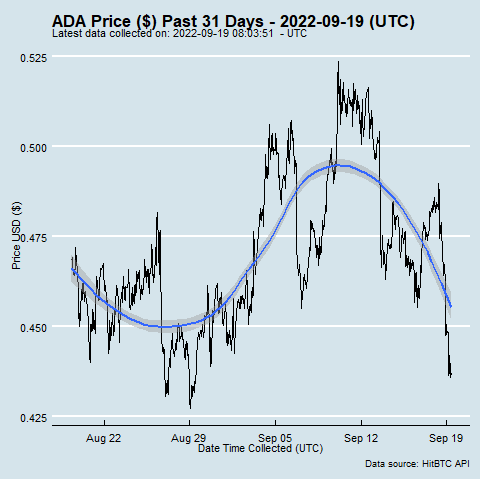 ADA Price ($) Past 31 Days - 2022-09-19 (UTC)
Latest data collected on: 2022-09-19 08:03:51 - UTC
0.525
0.500
0.475
0.450
0.425
Price USD ($)
Aug 22
Aug 29
Sep 05
Sep 12
Sep 19
Date Time Collected (UTC)
Data source: HitBTC API